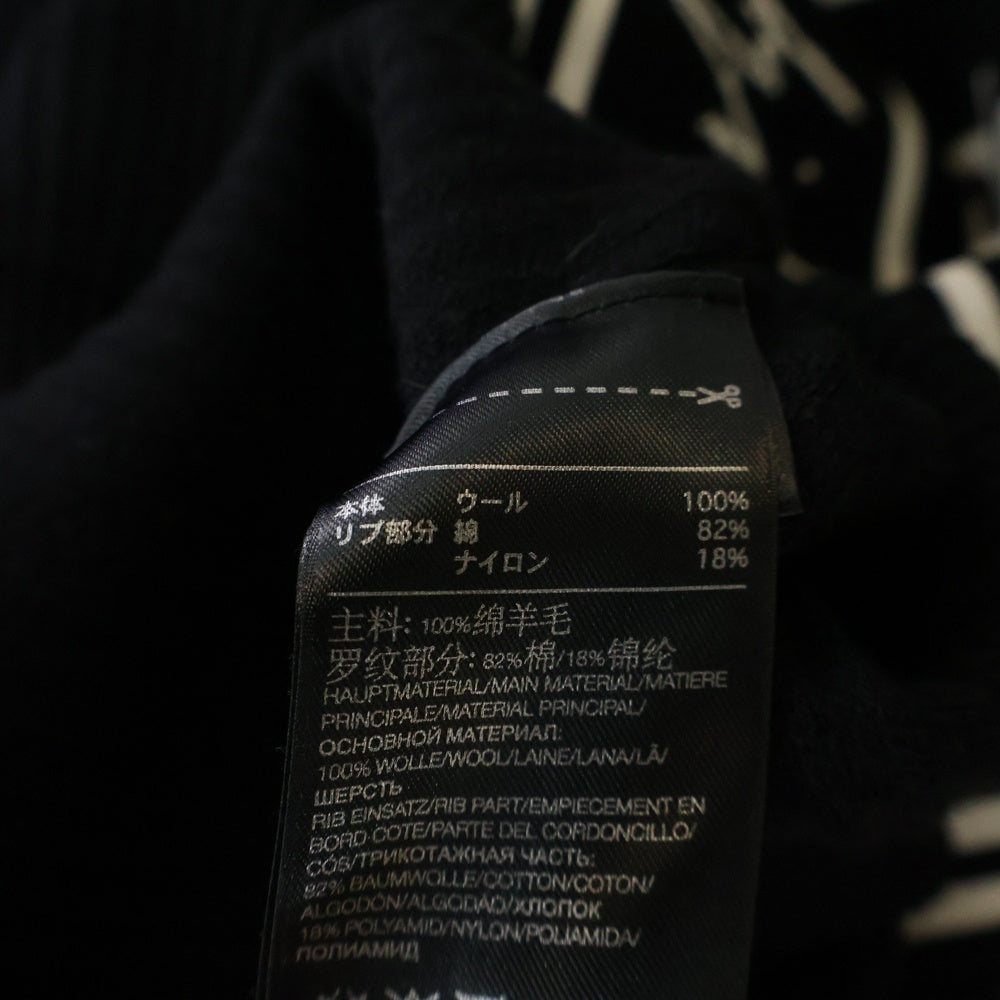 本体 ウール 100%
リブ部分 綿 82%
ナイロン 18%
主料: 100%绵羊毛
罗纹部分: 82%棉/18%锦纶
HAUPTMATERIAL/MAIN MATERIAL/MATIERE
PRINCIPALE/MATERIAL PRINCIPAL/
ОСНОВНОЙ МАТЕРИАЛ:
100% WOLLE/WOOL/LAINE/LANA/LÃ/
ШЕРСТЬ
RIB EINSATZ/RIB PART/EMPIECEMENT EN
BORD COTE/PARTE DEL CORDONCILLO/
CÓS/ТРИКОТАЖНАЯ ЧАСТЬ:
82% BAUMWOLLE/COTTON/COTON/
ALGODÓN/ALGODÃO/ХЛОПОК
18% POLYAMID/NYLON/POLIAMIDA/
ПОЛИАМИД